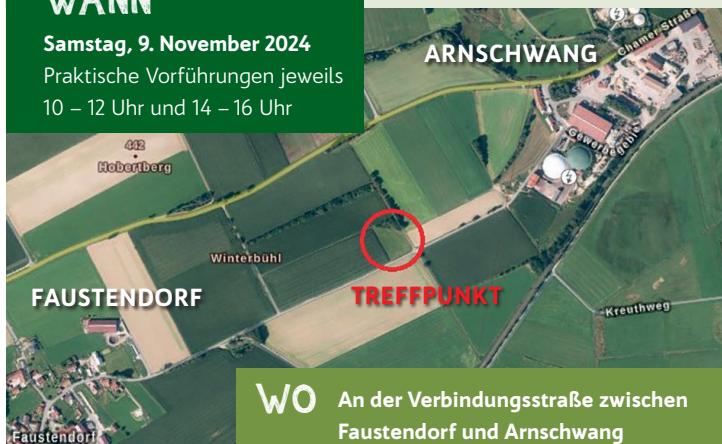 WANN
Samstag, 9. November 2024
Praktische Vorführungen jeweils
10 – 12 Uhr und 14 – 16 Uhr
ARNSCHWANG
Chamer Straße
Gewerbegebiet
442
Hobertberg
Winterbühl
FAUSTENDORF
TREFFPUNKT
Kreuthweg
WO
An der Verbindungsstraße zwischen
Faustendorf und Arnschwang
Faustendorf